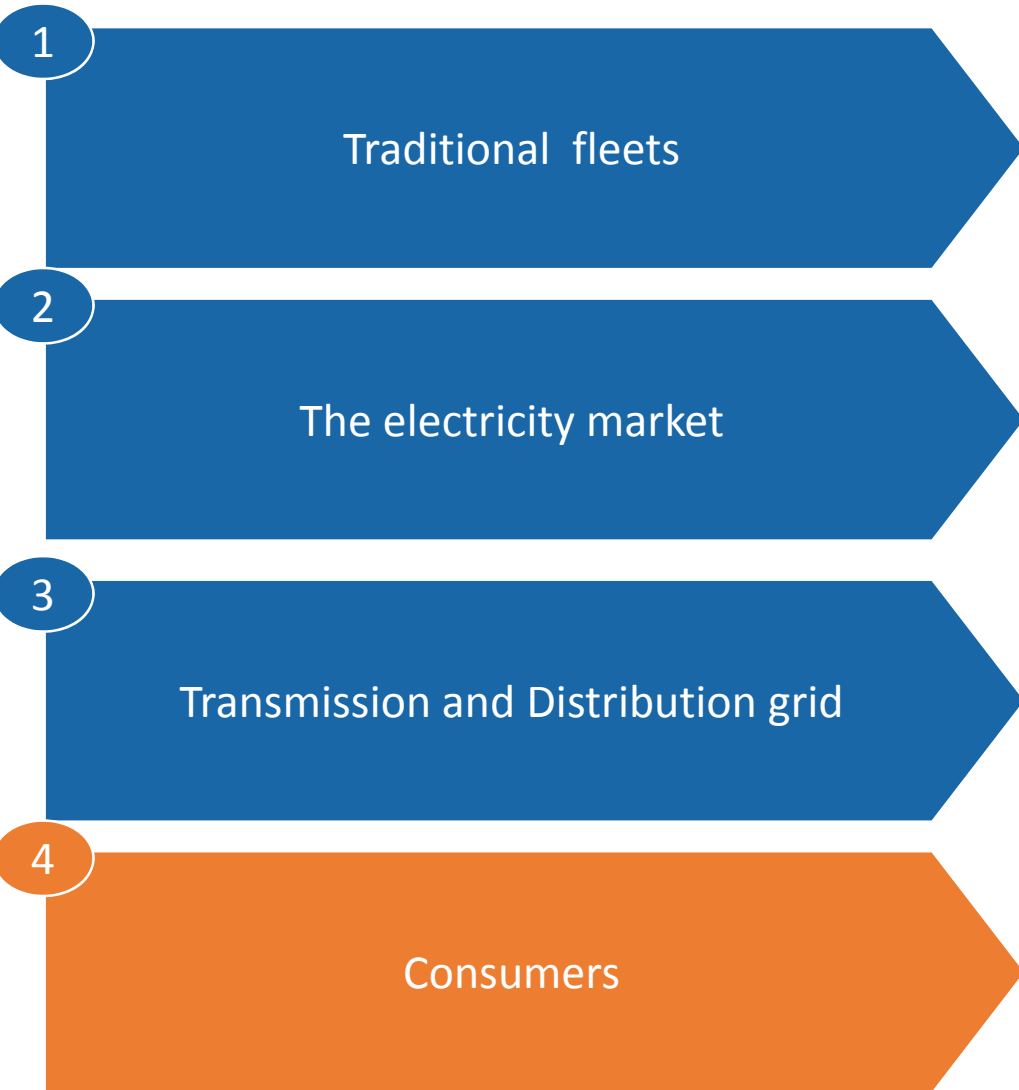 1
Traditional  fleets
2
The electricity market
3
Transmission and Distribution grid
4
Consumers